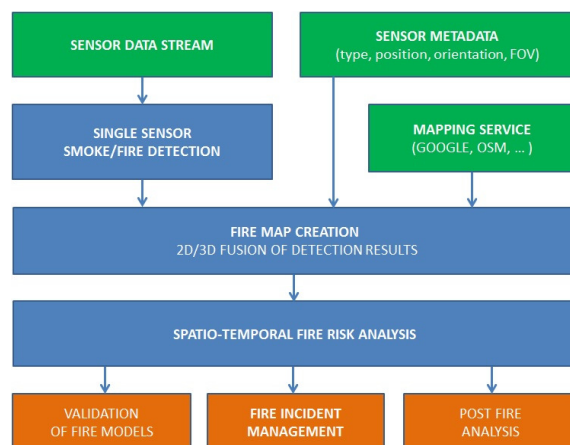 SENSOR DATA STREAM
SENSOR METADATA
(type, position, orientation, FOV)
SINGLE SENSOR
SMOKE/FIRE DETECTION
MAPPING SERVICE
(GOOGLE, OSM, ... )
FIRE MAP CREATION
2D/3D FUSION OF DETECTION RESULTS
SPATIO-TEMPORAL FIRE RISK ANALYSIS
VALIDATION
OF FIRE MODELS
FIRE INCIDENT
MANAGEMENT
POST FIRE
ANALYSIS